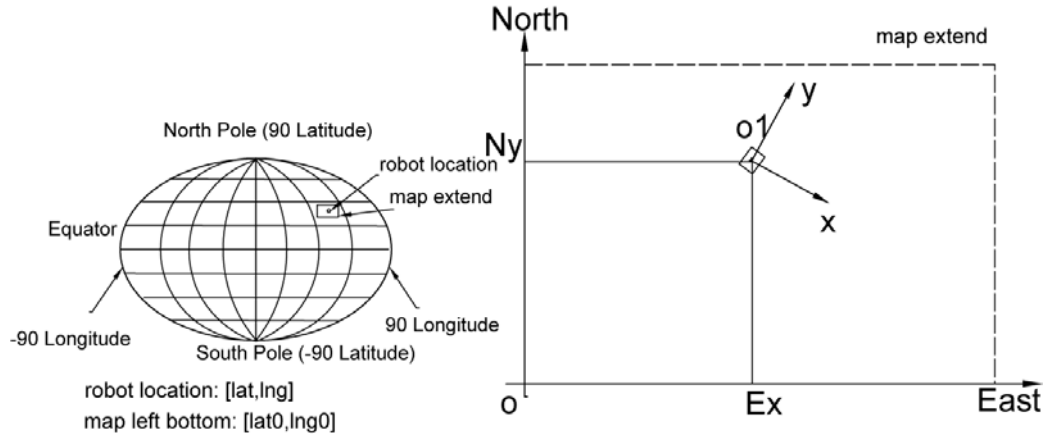 North Pole (90 Latitude)
robot location
map extend
Equator
-90 Longitude
90 Longitude
South Pole (-90 Latitude)
robot location: [lat,lng]
map left bottom: [lat0,lng0]
North
map extend
y
o1
Ny
x
o
Ex
East